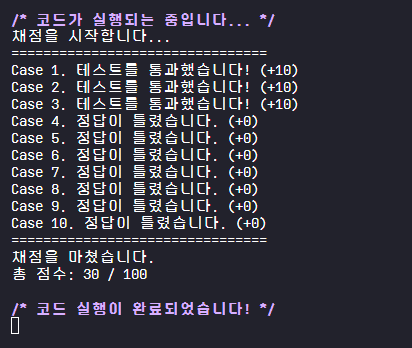 /* 코드가 실행되는 중입니다... */
채점을 시작합니다...
================================
Case 1. 테스트를 통과했습니다! (+10)
Case 2. 테스트를 통과했습니다! (+10)
Case 3. 테스트를 통과했습니다! (+10)
Case 4. 정답이 틀렸습니다. (+0)
Case 5. 정답이 틀렸습니다. (+0)
Case 6. 정답이 틀렸습니다. (+0)
Case 7. 정답이 틀렸습니다. (+0)
Case 8. 정답이 틀렸습니다. (+0)
Case 9. 정답이 틀렸습니다. (+0)
Case 10. 정답이 틀렸습니다. (+0)
================================
채점을 마쳤습니다.
총 점수: 30 / 100
/* 코드 실행이 완료되었습니다! */